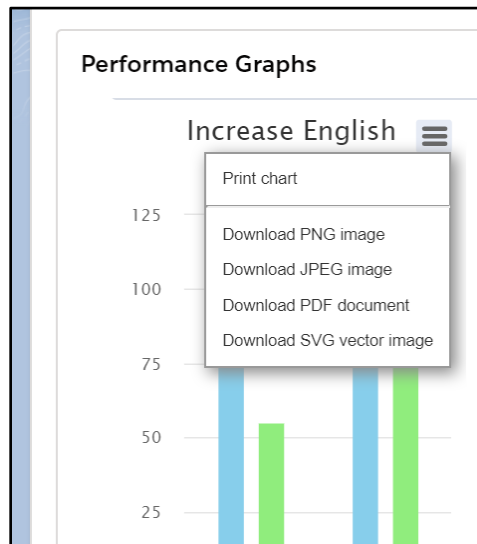 Performance Graphs
Increase English
Print chart
125
Download PNG image
Download JPEG image
100
Download PDF document
Download SVG vector image
75
50
25